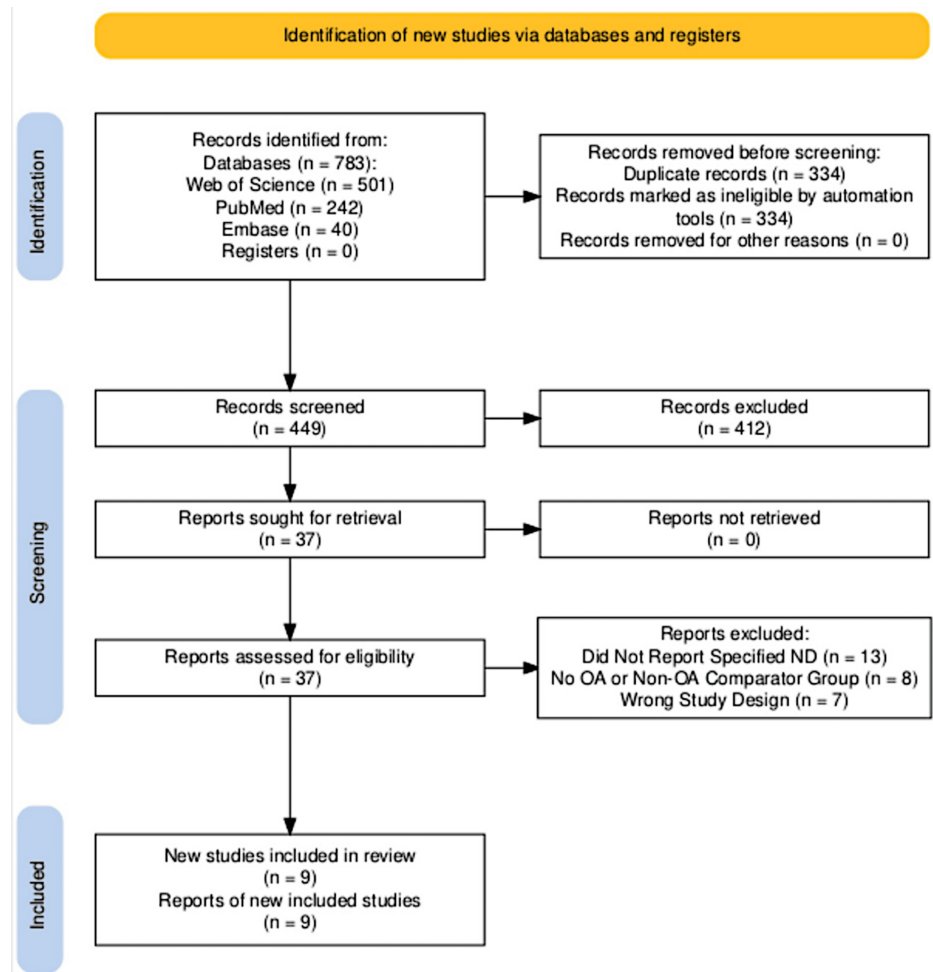 Identification of new studies via databases and registers
Identification
Records identified from:
Databases (n = 783):
Web of Science (n = 501)
PubMed (n = 242)
Embase (n = 40)
Registers (n = 0)
Records removed before screening:
Duplicate records (n = 334)
Records marked as ineligible by automation
tools (n = 334)
Records removed for other reasons (n = 0)
Screening
Records screened
(n = 449)
Records excluded
(n = 412)
Reports sought for retrieval
(n = 37)
Reports not retrieved
(n = 0)
Reports assessed for eligibility
(n = 37)
Reports excluded:
Did Not Report Specified ND (n = 13)
No OA or Non-OA Comparator Group (n = 8)
Wrong Study Design (n = 7)
Included
New studies included in review
(n = 9)
Reports of new included studies
(n = 9)